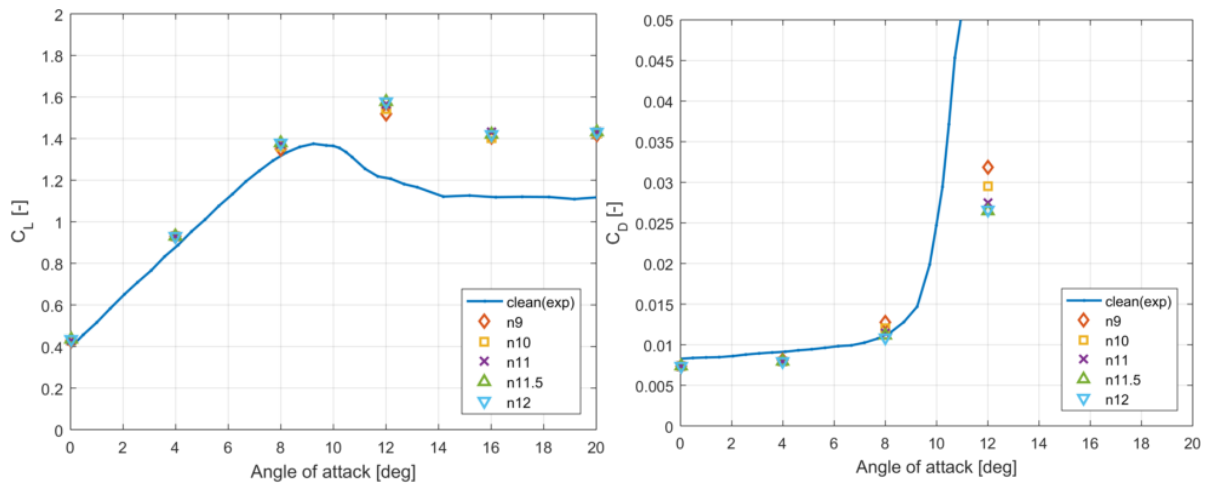 2
1.8
1.6
1.4
1.2
1
0.8
0.6
0.4
0.2
0
C_L [-]
0 2 4 6 8 10 12 14 16 18 20
Angle of attack [deg]
clean(exp)
n9
n10
n11
n11.5
n12
0.05
0.045
0.04
0.035
0.03
0.025
0.02
0.015
0.01
0.005
0
C_D [-]
0 2 4 6 8 10 12 14 16 18 20
Angle of attack [deg]
clean(exp)
n9
n10
n11
n11.5
n12